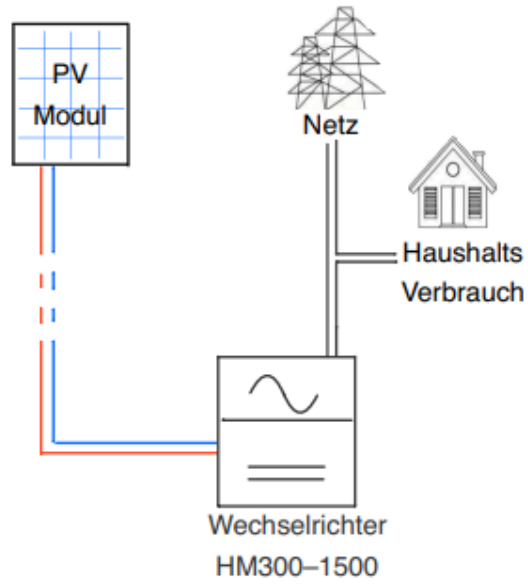 PV
Modul
Netz
Haushalts
Verbrauch
Wechselrichter
HM300–1500